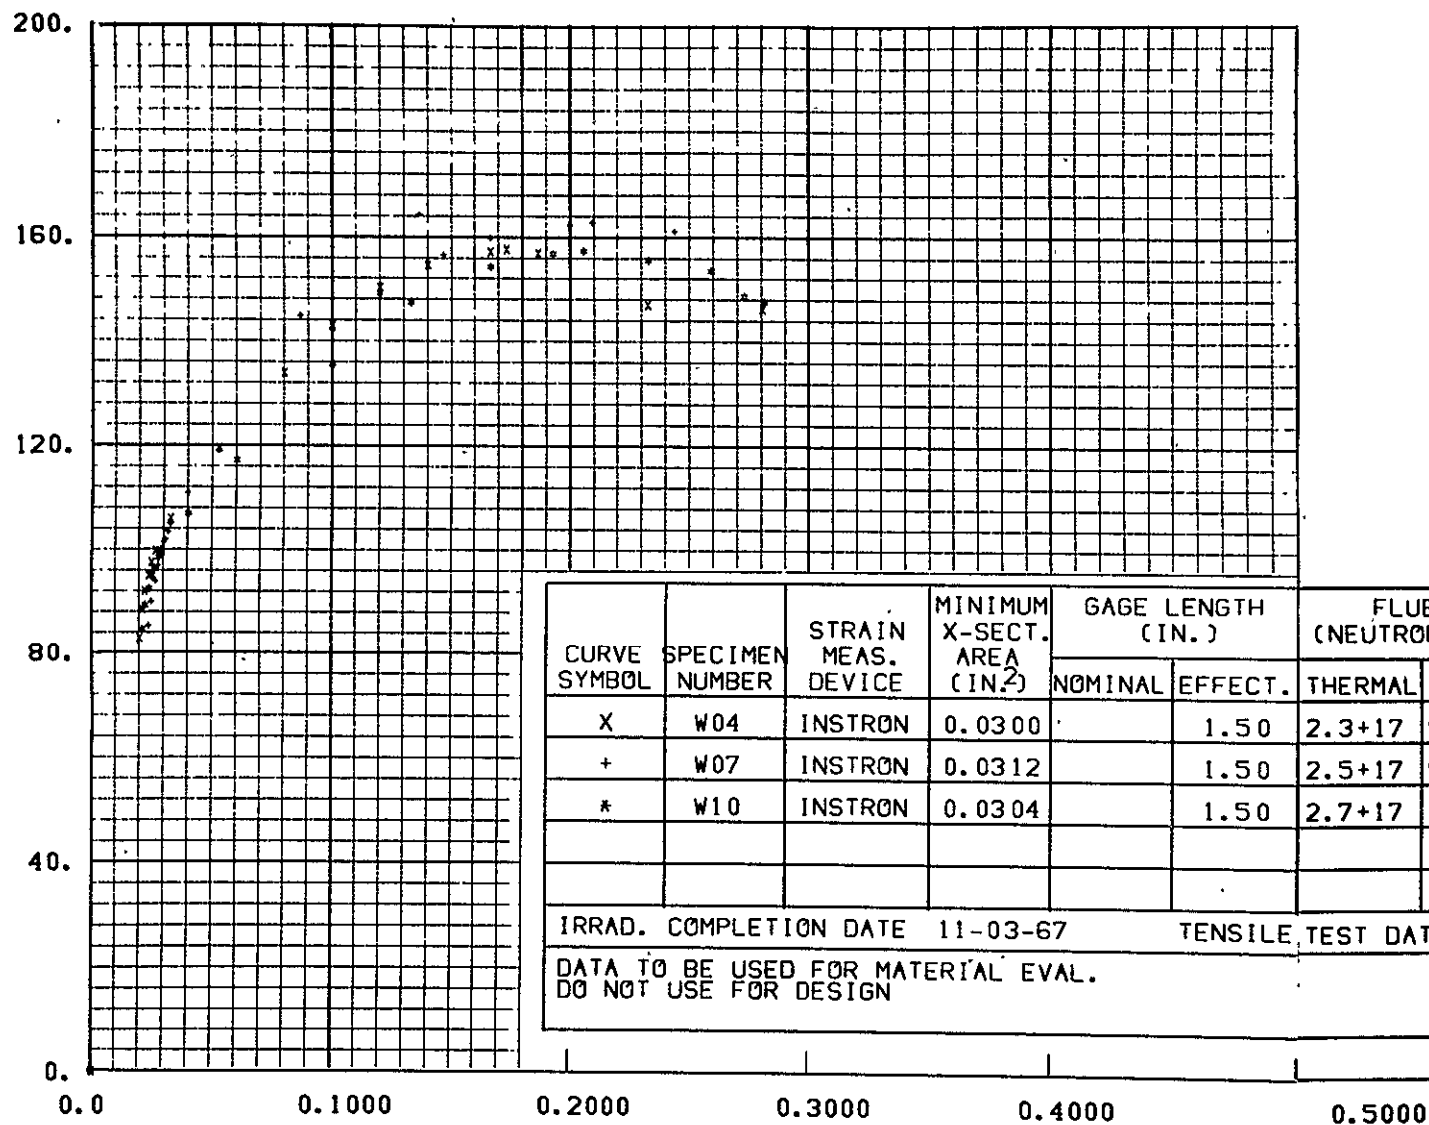 200.
160.
120.
80.
40.
0.
0.0 0.1000 0.2000 0.3000 0.4000 0.5000
CURVE SYMBOL SPECIMEN NUMBER STRAIN MEAS. DEVICE MINIMUM X-SECT. AREA (IN.2) GAGE LENGTH (IN.) NOMINAL EFFECT. THERMAL
X W04 INSTRON 0.0300 1.50 2.3+17
+ W07 INSTRON 0.0312 1.50 2.5+17
* W10 INSTRON 0.0304 1.50 2.7+17
IRRAD. COMPLETION DATE 11-03-67 TENSILE TEST DAT
DATA TO BE USED FOR MATERIAL EVAL.
DO NOT USE FOR DESIGN